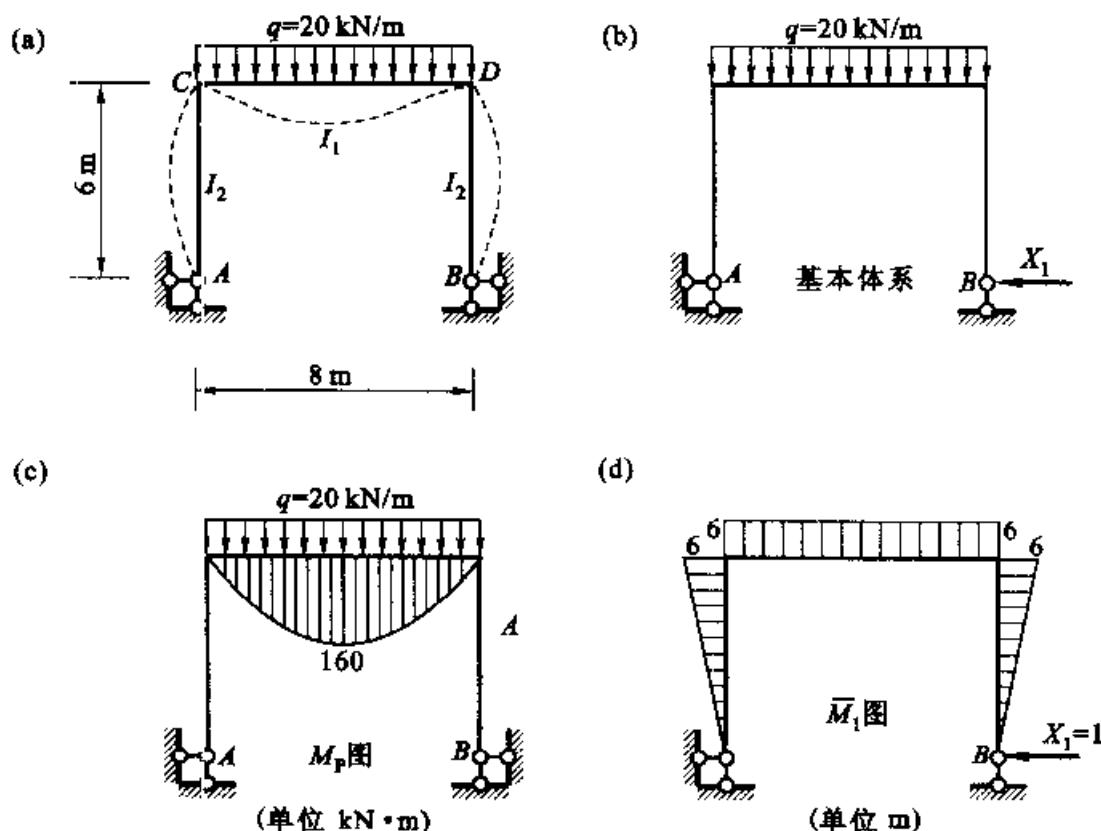 (a)
q=20 kN/m
C
D
I₁
6 m
I₂
I₂
A
B
8 m
(b)
q=20 kN/m
A
基本体系
B
X₁
(c)
q=20 kN/m
160
A
A
M_P图
B
(单位 kN·m)
(d)
6
6
6
6
M̄₁图
B
X₁=1
(单位 m)